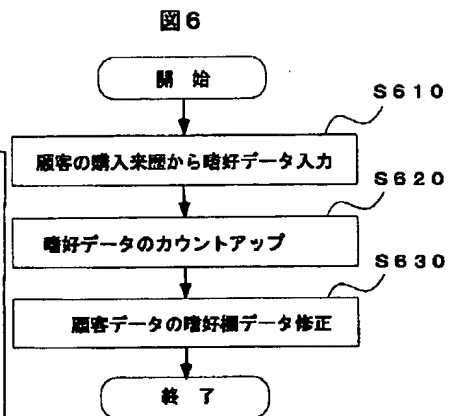 図6
開 始
S610
顧客の購入来歴から嗜好データ入力
S620
嗜好データのカウントアップ
S630
顧客データの嗜好欄データ修正
終 了